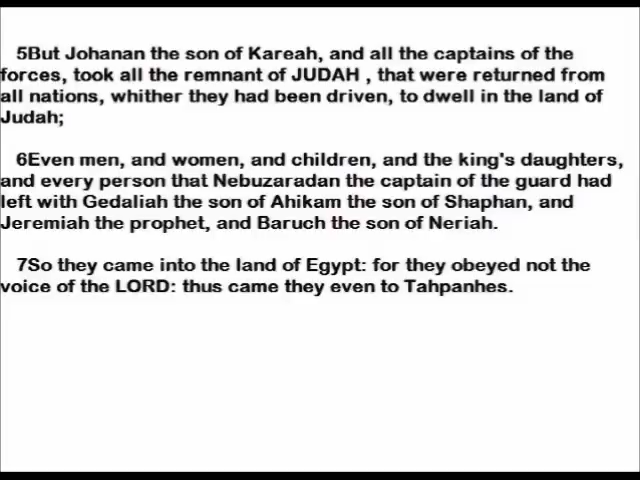 5But Johanan the son of Kareah, and all the captains of the
forces, took all the remnant of JUDAH , that were returned from
all nations, whither they had been driven, to dwell in the land of
Judah;
6Even men, and women, and children, and the king's daughters,
and every person that Nebuzaradan the captain of the guard had
left with Gedaliah the son of Ahikam the son of Shaphan, and
Jeremiah the prophet, and Baruch the son of Neriah.
7So they came into the land of Egypt: for they obeyed not the
voice of the LORD: thus came they even to Tahpanhes.